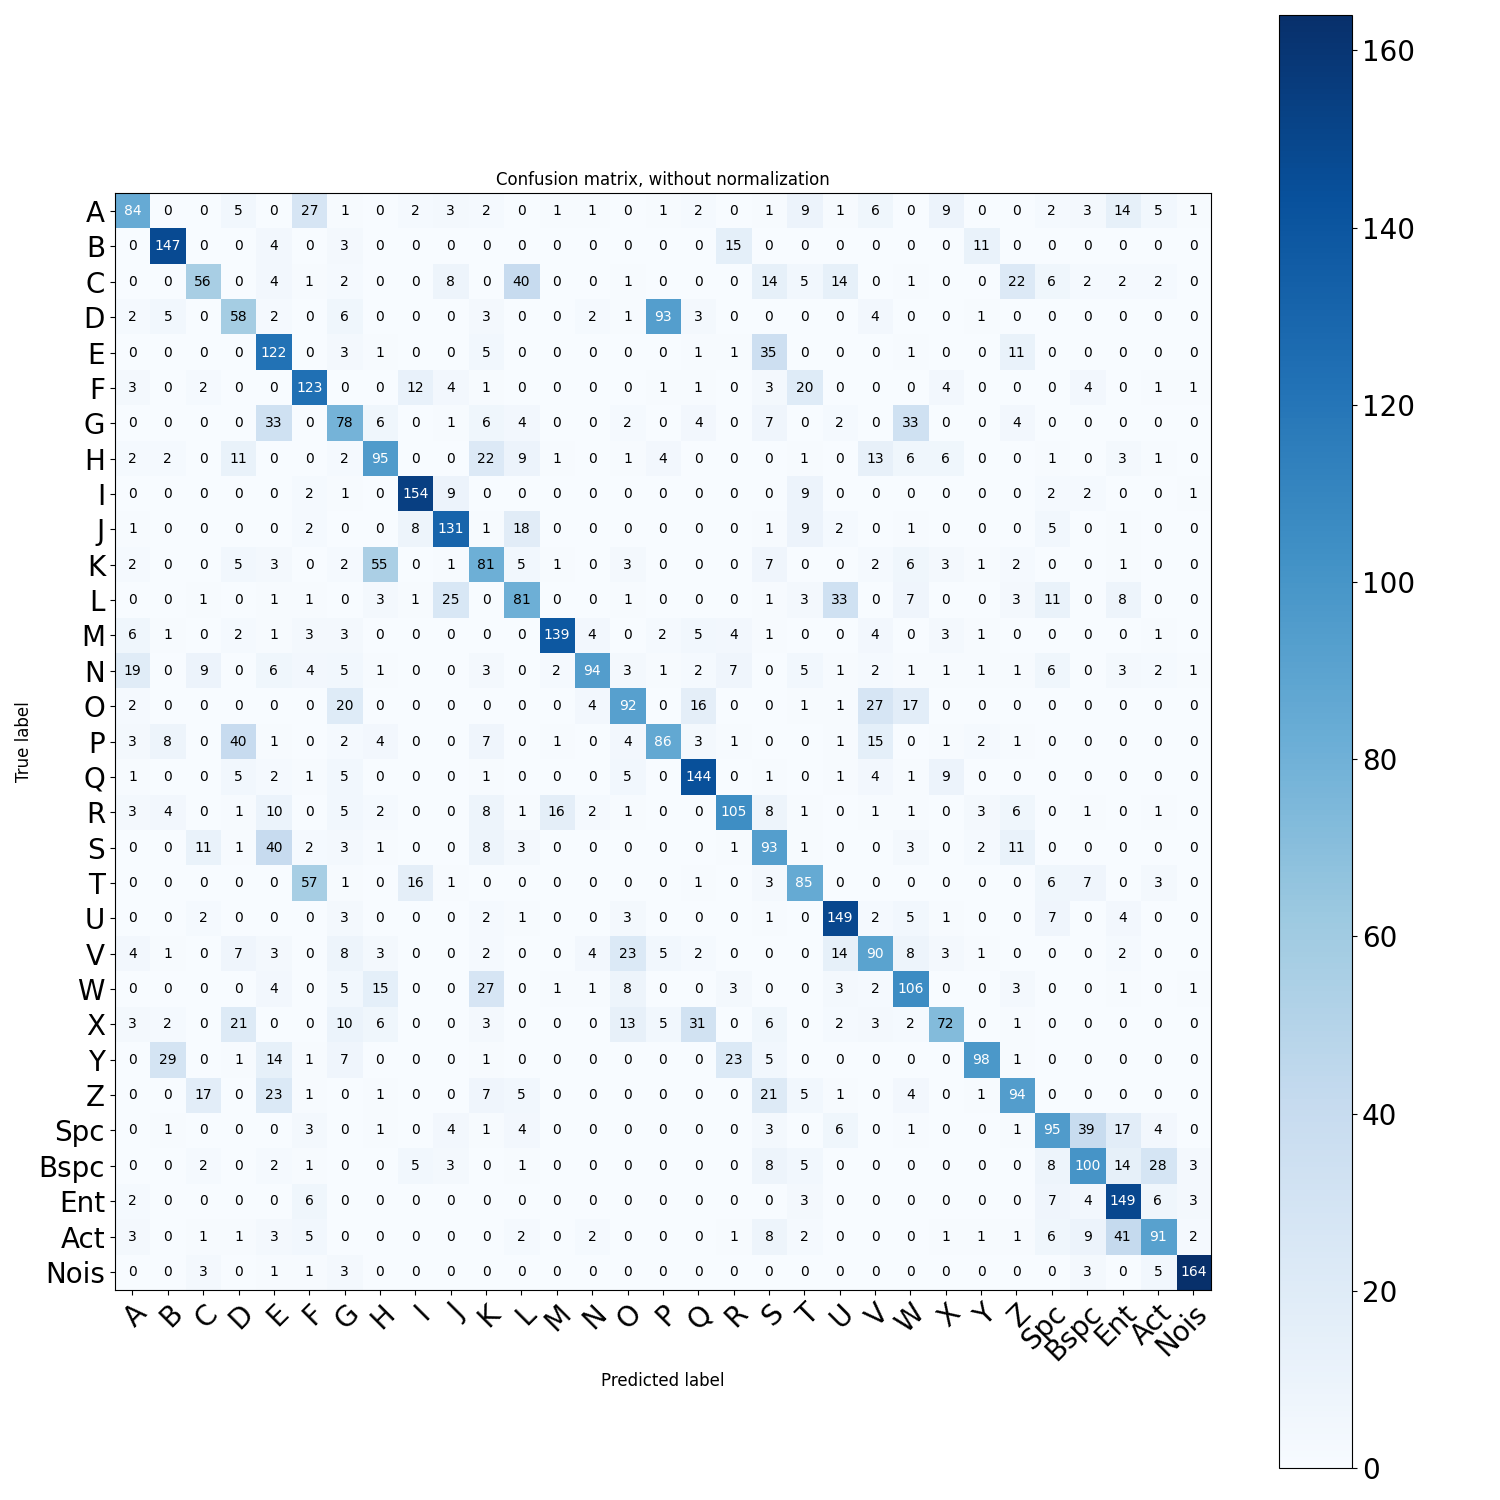 Confusion matrix, without normalization
A 84 0 0 5 0 27 1 0 2 3 2 0 1 1 0 1 2 0 1 9 1 6 0 9 0 0 2 3 14 5 1
B 0 147 0 0 4 0 3 0 0 0 0 0 0 0 0 0 0 15 0 0 0 0 0 0 11 0 0 0 0 0 0
C 0 0 56 0 4 1 2 0 0 8 0 40 0 0 1 0 0 0 14 5 14 0 1 0 0 22 6 2 2 2 0
D 2 5 0 58 2 0 6 0 0 0 3 0 0 2 1 93 3 0 0 0 0 4 0 0 1 0 0 0 0 0 0
E 0 0 0 0 122 0 3 1 0 0 5 0 0 0 0 0 1 1 35 0 0 0 1 0 0 11 0 0 0 0 0
F 3 0 2 0 0 123 0 0 12 4 1 0 0 0 0 1 1 0 3 20 0 0 0 4 0 0 0 4 0 1 1
G 0 0 0 0 33 0 78 6 0 1 6 4 0 0 2 0 4 0 7 0 2 0 33 0 0 4 0 0 0 0 0
H 2 2 0 11 0 0 2 95 0 0 22 9 1 0 1 4 0 0 0 1 0 13 6 6 0 0 1 0 3 1 0
I 0 0 0 0 0 2 1 0 154 9 0 0 0 0 0 0 0 0 0 9 0 0 0 0 0 0 2 2 0 0 1
J 1 0 0 0 0 2 0 0 8 131 1 18 0 0 0 0 0 0 1 9 2 0 1 0 0 0 5 0 1 0 0
K 2 0 0 5 3 0 2 55 0 1 81 5 1 0 3 0 0 0 7 0 0 2 6 3 1 2 0 0 1 0 0
L 0 0 1 0 1 1 0 3 1 25 0 81 0 0 1 0 0 0 1 3 33 0 7 0 0 3 11 0 8 0 0
M 6 1 0 2 1 3 3 0 0 0 0 0 139 4 0 2 5 4 1 0 0 4 0 3 1 0 0 0 0 1 0
N 19 0 9 0 6 4 5 1 0 0 3 0 2 94 3 1 2 7 0 5 1 2 1 1 1 1 6 0 3 2 1
O 2 0 0 0 0 0 20 0 0 0 0 0 0 4 92 0 16 0 0 1 1 27 17 0 0 0 0 0 0 0 0
P 3 8 0 40 1 0 2 4 0 0 7 0 1 0 4 86 3 1 0 0 1 15 0 1 2 1 0 0 0 0 0
Q 1 0 0 5 2 1 5 0 0 0 1 0 0 0 5 0 144 0 1 0 1 4 1 9 0 0 0 0 0 0 0
R 3 4 0 1 10 0 5 2 0 0 8 1 16 2 1 0 0 105 8 1 0 1 1 0 3 6 0 1 0 1 0
S 0 0 11 1 40 2 3 1 0 0 8 3 0 0 0 0 0 1 93 1 0 0 3 0 2 11 0 0 0 0 0
T 0 0 0 0 0 57 1 0 16 1 0 0 0 0 0 0 1 0 3 85 0 0 0 0 0 0 6 7 0 3 0
U 0 0 2 0 0 0 3 0 0 0 2 1 0 0 3 0 0 0 1 0 149 2 5 1 0 0 7 0 4 0 0
V 4 1 0 7 3 0 8 3 0 0 2 0 0 4 23 5 2 0 0 0 14 90 8 3 1 0 0 0 2 0 0
W 0 0 0 0 4 0 5 15 0 0 27 0 1 1 8 0 0 3 0 0 3 2 106 0 0 3 0 0 1 0 1
X 3 2 0 21 0 0 10 6 0 0 3 0 0 0 13 5 31 0 6 0 2 3 2 72 0 1 0 0 0 0 0
Y 0 29 0 1 14 1 7 0 0 0 1 0 0 0 0 0 0 23 5 0 0 0 0 0 98 1 0 0 0 0 0
Z 0 0 17 0 23 1 0 1 0 0 7 5 0 0 0 0 0 0 21 5 1 0 4 0 1 94 0 0 0 0 0
Spc 0 1 0 0 0 3 0 1 0 4 1 4 0 0 0 0 0 0 3 0 6 0 1 0 0 1 95 39 17 4 0
Bspc 0 0 2 0 2 1 0 0 5 3 0 1 0 0 0 0 0 0 8 5 0 0 0 0 0 0 8 100 14 28 3
Ent 2 0 0 0 0 6 0 0 0 0 0 0 0 0 0 0 0 0 0 3 0 0 0 0 0 0 7 4 149 6 3
Act 3 0 1 1 3 5 0 0 0 0 0 2 0 2 0 0 0 1 8 2 0 0 0 1 1 1 6 9 41 91 2
Nois 0 0 3 0 1 1 3 0 0 0 0 0 0 0 0 0 0 0 0 0 0 0 0 0 0 0 0 3 0 5 164
A B C D E F G H I J K L M N O P Q R S T U V W X Y Z Spc Bspc Ent Act Nois
Predicted label
True label
160
140
120
100
80
60
40
20
0